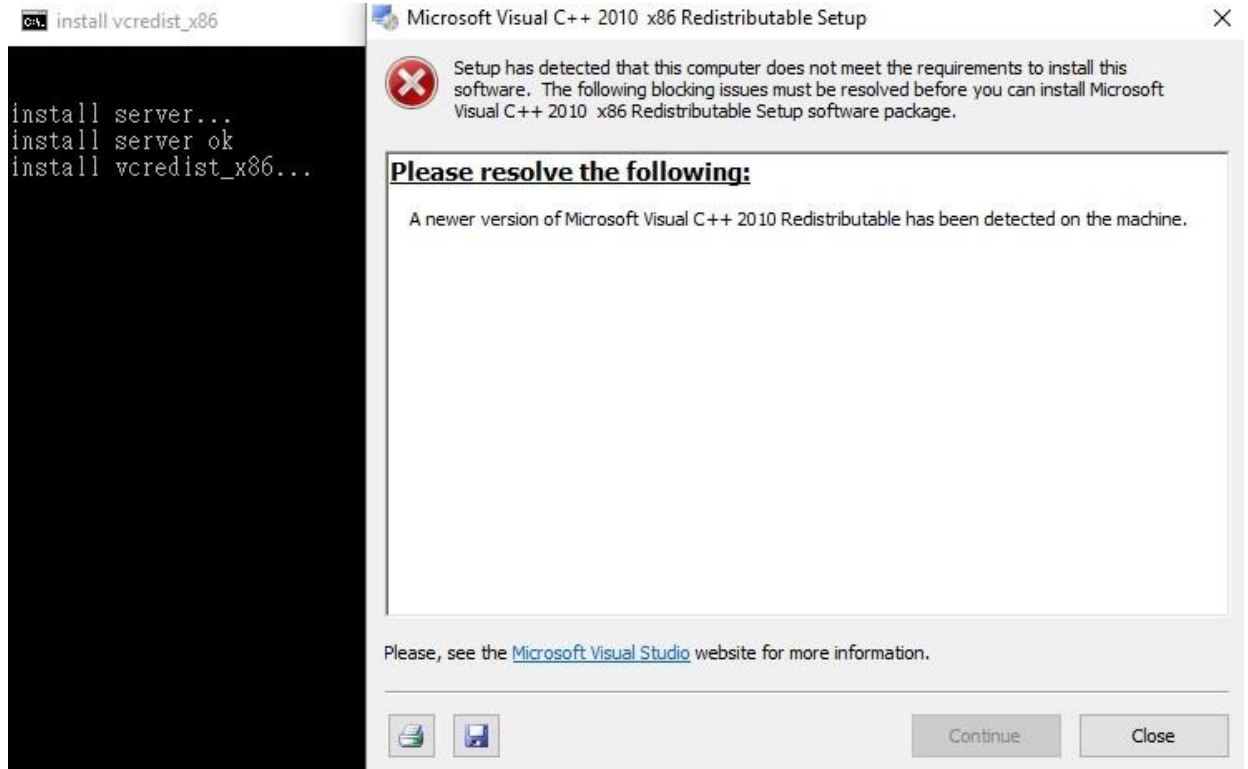 install vcredist_x86
install server...
install server ok
install vcredist_x86...
Microsoft Visual C++ 2010  x86 Redistributable Setup
Setup has detected that this computer does not meet the requirements to install this
software.  The following blocking issues must be resolved before you can install Microsoft
Visual C++ 2010  x86 Redistributable Setup software package.
Please resolve the following:
A newer version of Microsoft Visual C++ 2010 Redistributable has been detected on the machine.
Please, see the Microsoft Visual Studio website for more information.
Continue
Close